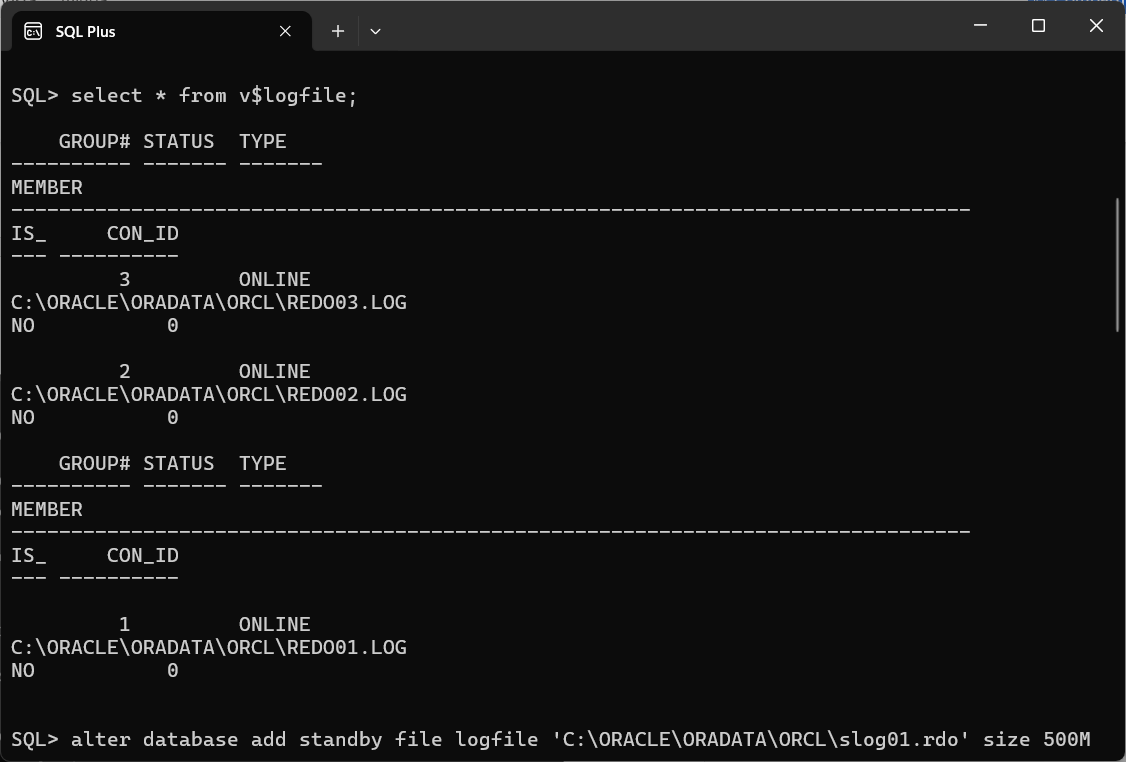 SQL Plus
SQL> select * from v$logfile;
    GROUP# STATUS  TYPE
---------- ------- -------
MEMBER
--------------------------------------------------------------------------------
IS_     CON_ID
--- ----------
         3         ONLINE
C:\ORACLE\ORADATA\ORCL\REDO03.LOG
NO           0
         2         ONLINE
C:\ORACLE\ORADATA\ORCL\REDO02.LOG
NO           0
    GROUP# STATUS  TYPE
---------- ------- -------
MEMBER
--------------------------------------------------------------------------------
IS_     CON_ID
--- ----------
         1         ONLINE
C:\ORACLE\ORADATA\ORCL\REDO01.LOG
NO           0
SQL> alter database add standby file logfile 'C:\ORACLE\ORADATA\ORCL\slog01.rdo' size 500M